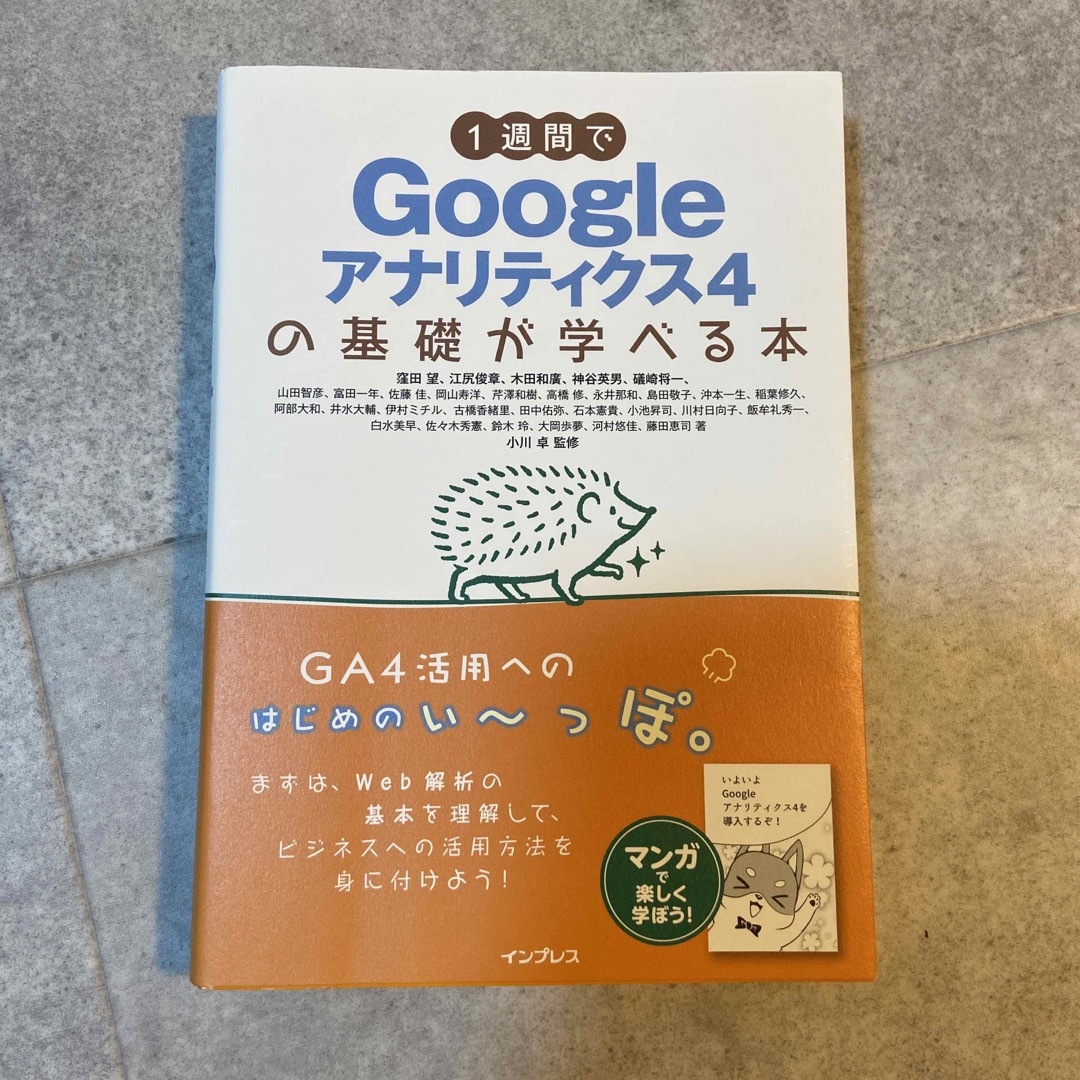 1週間で
Google
アナリティクス4
の基礎が学べる本
窪田 望、江尻俊章、木田和廣、神谷英男、礒崎将一、
山田智彦、富田一年、佐藤 佳、岡山寿洋、芹澤和樹、高橋 修、永井那和、島田敬子、沖本一生、稲葉修久、
阿部大和、井水大輔、伊村ミチル、古橋香緒里、田中佑弥、石本憲貴、小池昇司、川村日向子、飯牟礼秀一、
白水美早、佐々木秀憲、鈴木 玲、大岡歩夢、河村悠佳、藤田恵司 著
小川 卓 監修
GA4活用への
はじめのい～っぽ。
まずは、Web解析の
基本を理解して、
ビジネスへの活用方法を
身に付けよう!
マンガ
で
楽しく
学ぼう!
いよいよ
Google
アナリティクス4を
導入するぞ!
インプレス